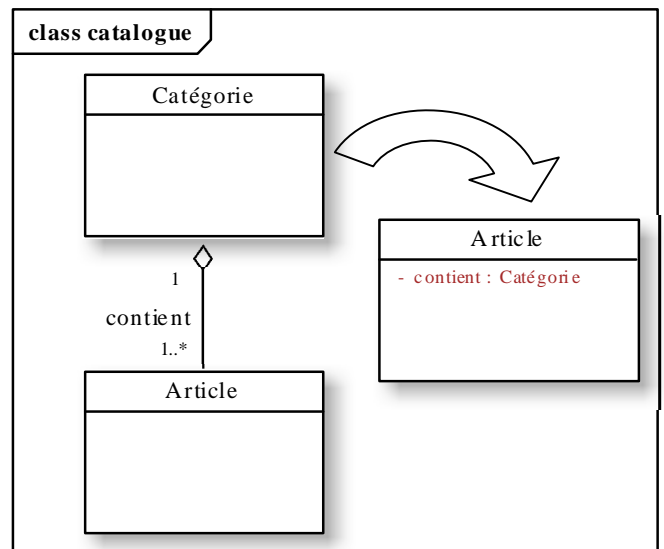 class catalogue
Catégorie
1
contient
1..*
Article
Article
- contient : Catégorie